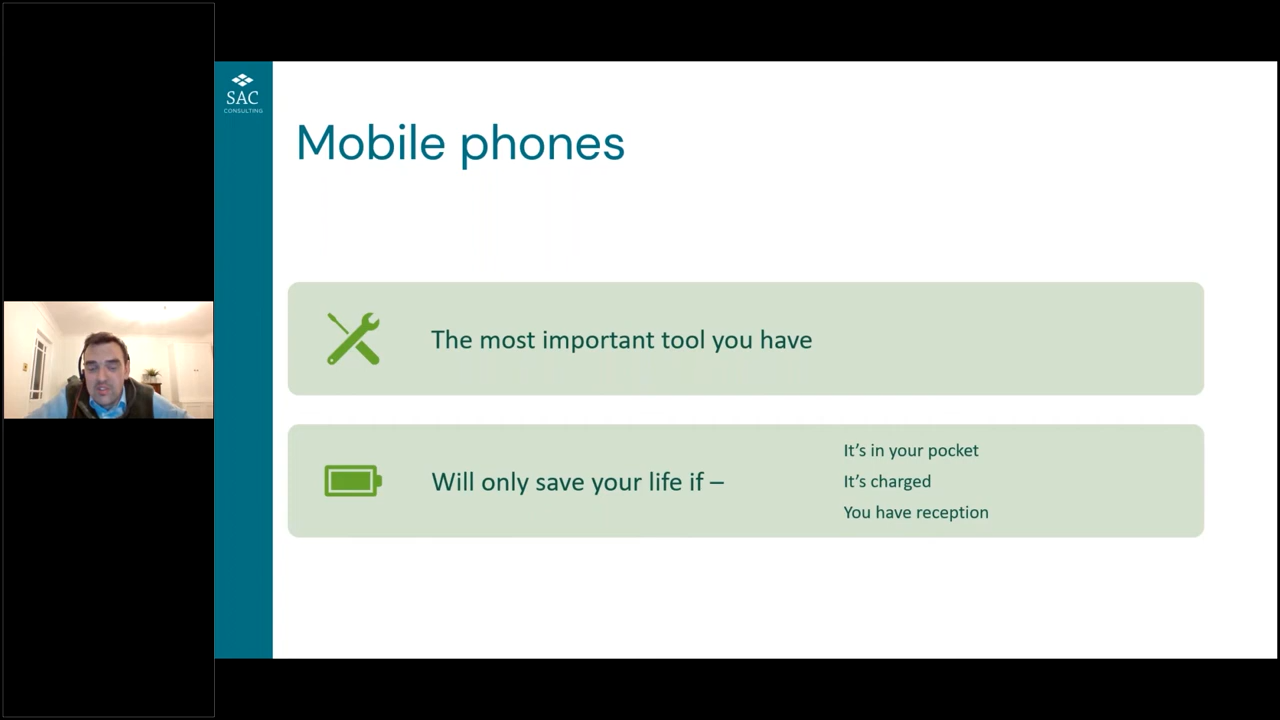 SAC
CONSULTING
Mobile phones
The most important tool you have
Will only save your life if –
It's in your pocket
It's charged
You have reception